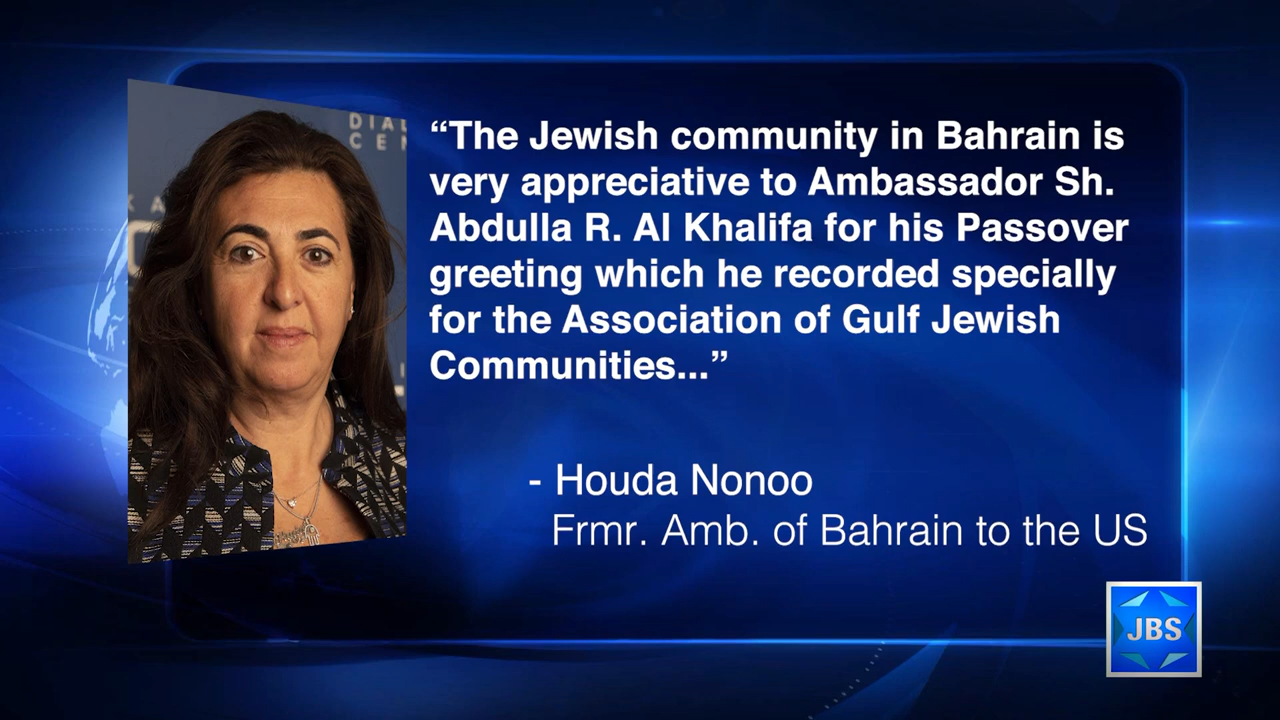 DIAL
CEN
K A
“The Jewish community in Bahrain is
very appreciative to Ambassador Sh.
Abdulla R. Al Khalifa for his Passover
greeting which he recorded specially
for the Association of Gulf Jewish
Communities...”
- Houda Nonoo
Frmr. Amb. of Bahrain to the US
JBS